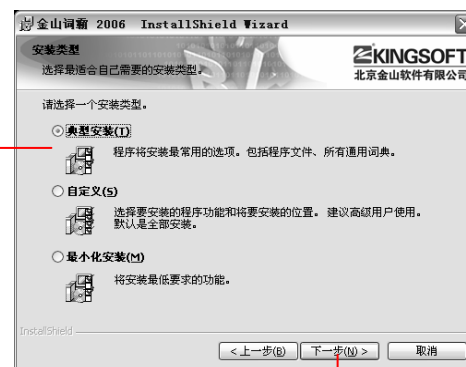 金山词霸 2006 InstallShield Wizard
安装类型
选择最适合自己需要的安装类型。
KINGSOFT
北京金山软件有限公司
请选择一个安装类型。
典型安装(T)
程序将安装最常用的选项。包括程序文件、所有通用词典。
自定义(S)
选择要安装的程序功能和将要安装的位置。 建议高级用户使用。
默认是全部安装。
最小化安装(M)
将安装最低要求的功能。
InstallShield
< 上一步(B) 下一步(N) > 取消